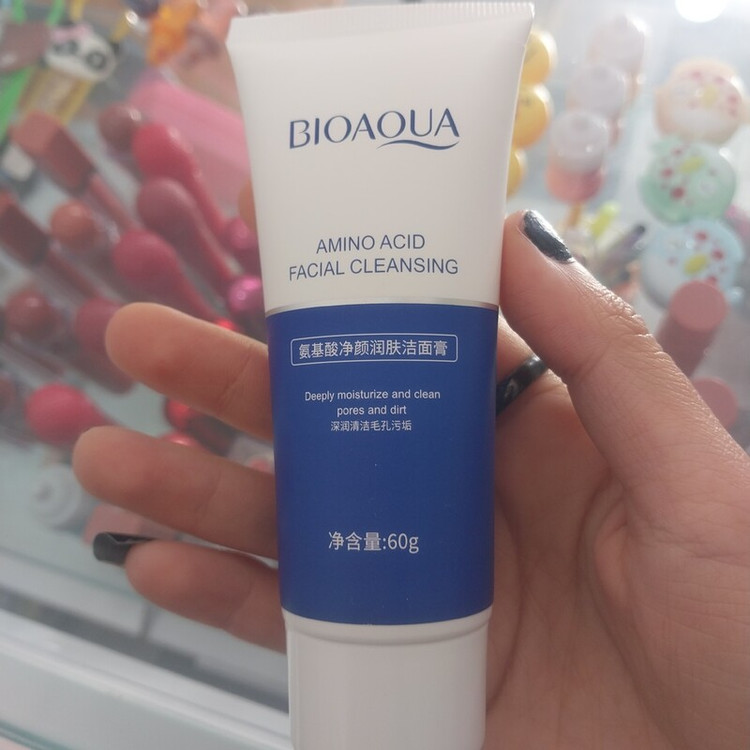 BIOAQUA
AMINO ACID
FACIAL CLEANSING
氨基酸净颜润肤洁面膏
Deeply moisturize and clean
pores and dirt
深润清洁毛孔污垢
净含量:60g